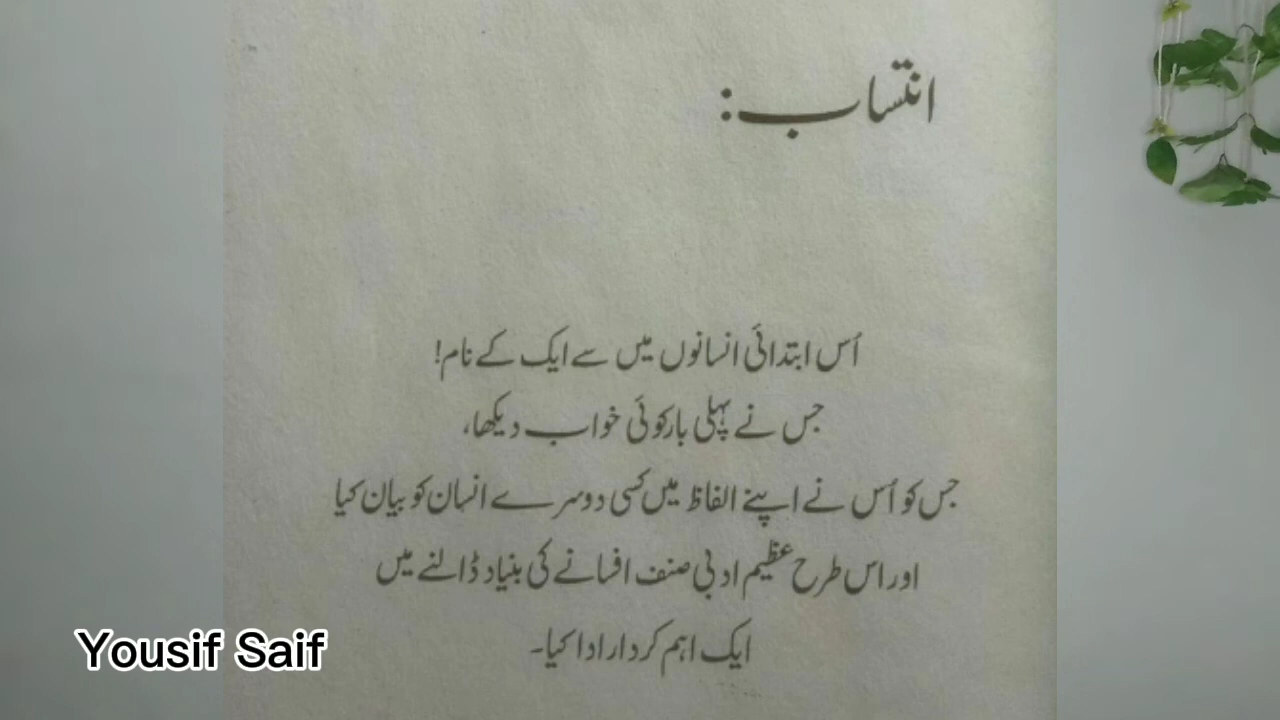 انتساب:
اُس ابتدائی انسانوں میں سے ایک کے نام!
جس نے پہلی بار کوئی خواب دیکھا،
جس کو اُس نے اپنے الفاظ میں کسی دوسرے انسان کو بیان کیا
اور اس طرح عظیم ادبی صنف افسانے کی بنیاد ڈالنے میں
ایک اہم کردار ادا کیا۔
Yousif Saif